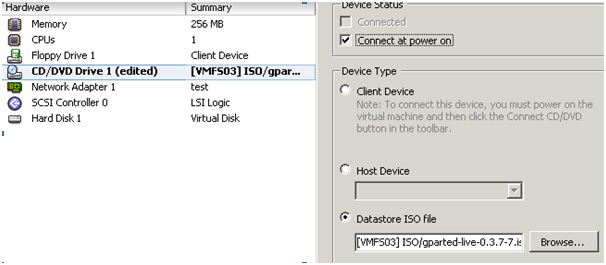 Hardware Summary
Memory 256 MB
CPUs 1
Floppy Drive 1 Client Device
CD/DVD Drive 1 (edited) [VMFS03] ISO/gpart...
Network Adapter 1 test
SCSI Controller 0 LSI Logic
Hard Disk 1 Virtual Disk
Device Status
Connected
Connect at power on
Device Type
Client Device
Note: To connect this device, you must power on the
virtual machine and then click the Connect CD/DVD
button in the toolbar.
Host Device
Datastore ISO file
[VMFS03] ISO/gparted-live-0.3.7-7.is
Browse...